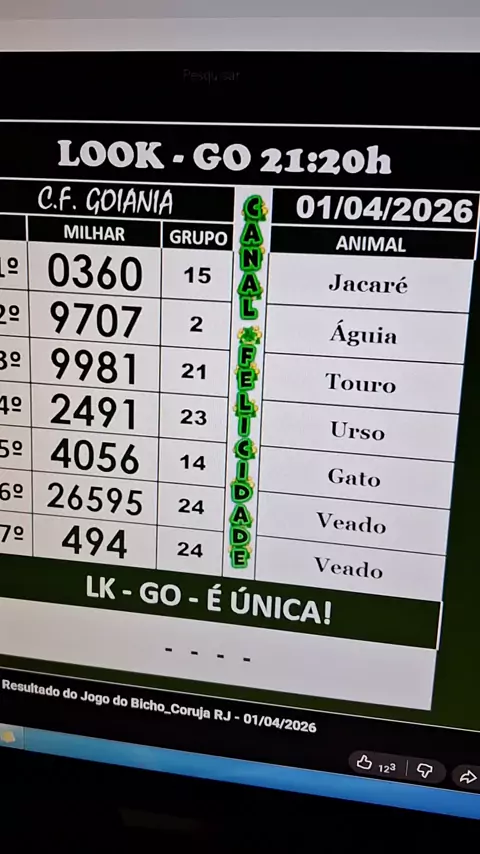 Pesquisar
LOOK - GO 21:20h
C.F. GOIANIA
01/04/2026
MILHAR GRUPO ANIMAL
1º 0360 15 Jacaré
2º 9707 2 Águia
3º 9981 21 Touro
4º 2491 23 Urso
5º 4056 14 Gato
6º 26595 24 Veado
7º 494 24 Veado
CANAL FELICIDADE
LK - GO - É ÚNICA!
- - - -
Resultado do Jogo do Bicho_Coruja RJ - 01/04/2026
123